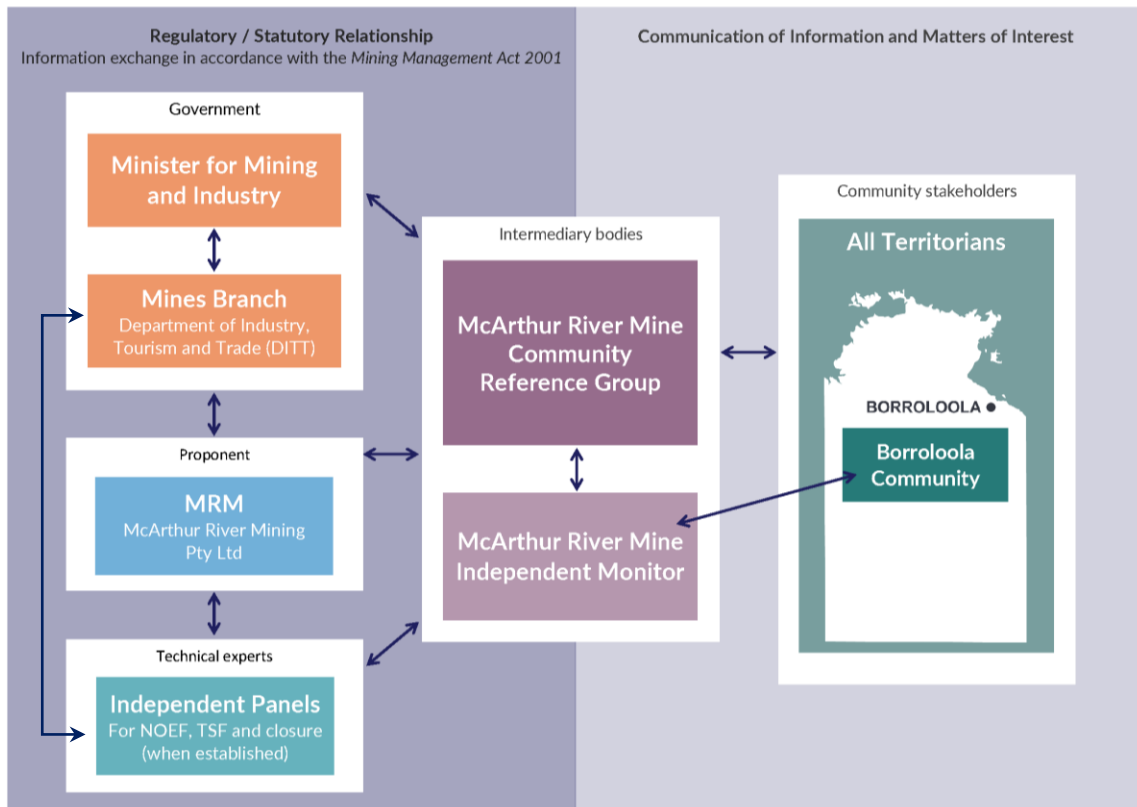 Regulatory / Statutory Relationship
Information exchange in accordance with the Mining Management Act 2001
Government
Minister for Mining
and Industry
Mines Branch
Department of Industry,
Tourism and Trade (DITT)
Proponent
MRM
McArthur River Mining
Pty Ltd
Technical experts
Independent Panels
For NOEF, TSF and closure
(when established)
Intermediary bodies
McArthur River Mine
Community
Reference Group
McArthur River Mine
Independent Monitor
Communication of Information and Matters of Interest
Community stakeholders
All Territorians
BORROLOOLA
Borroloola
Community